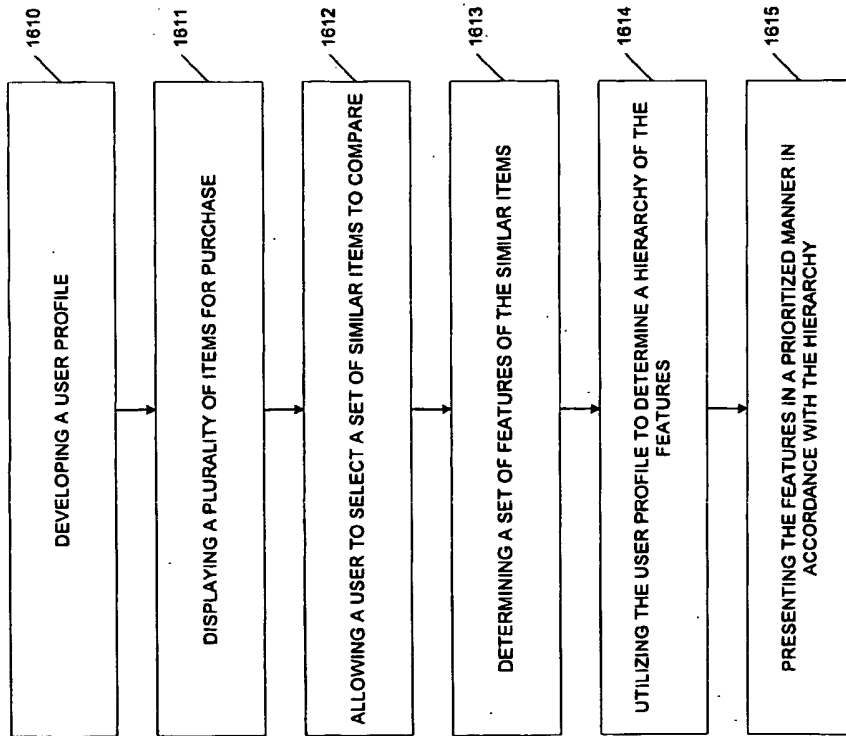 1610
DEVELOPING A USER PROFILE
1611
DISPLAYING A PLURALITY OF ITEMS FOR PURCHASE
1612
ALLOWING A USER TO SELECT A SET OF SIMILAR ITEMS TO COMPARE
1613
DETERMINING A SET OF FEATURES OF THE SIMILAR ITEMS
1614
UTILIZING THE USER PROFILE TO DETERMINE A HIERARCHY OF THE
FEATURES
1615
PRESENTING THE FEATURES IN A PRIORITIZED MANNER IN
ACCORDANCE WITH THE HIERARCHY